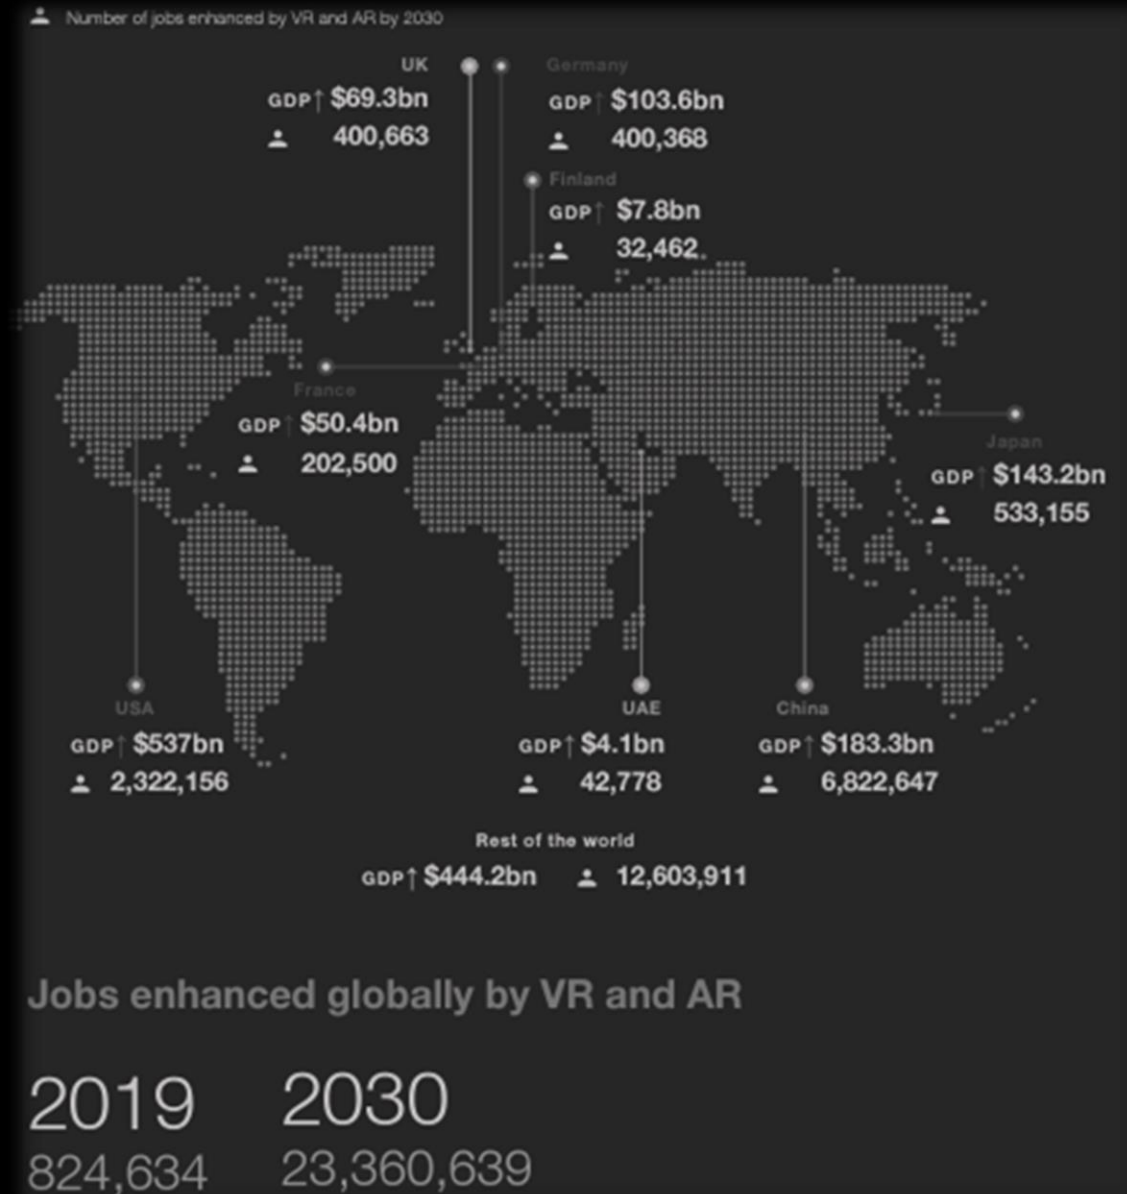 Number of jobs enhanced by VR and AR by 2030
UK
GDP↑ $69.3bn
400,663
Germany
GDP↑ $103.6bn
400,368
Finland
GDP↑ $7.8bn
32,462.
France
GDP↑ $50.4bn
202,500
Japan
GDP↑ $143.2bn
533,155
USA
GDP↑ $537bn
2,322,156
UAE
GDP↑ $4.1bn
42,778
China
GDP↑ $183.3bn
6,822,647
Rest of the world
GDP↑ $444.2bn 12,603,911
Jobs enhanced globally by VR and AR
2019 2030
824,634 23,360,639